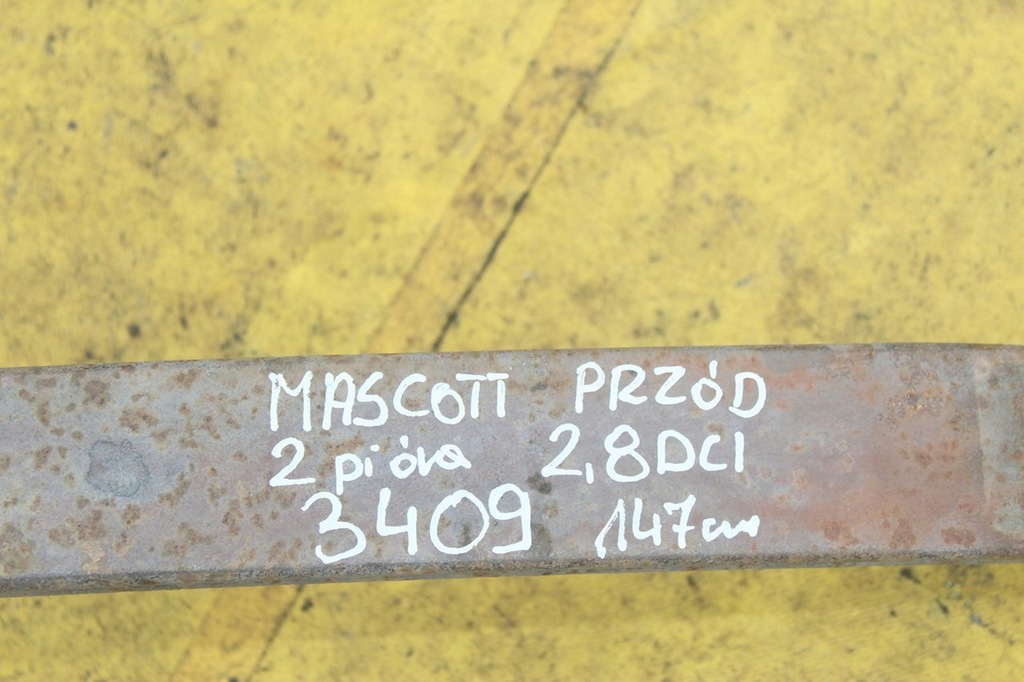 MASCOTT PRZÓD
2 pióra 2,8DCI
3409 147cm